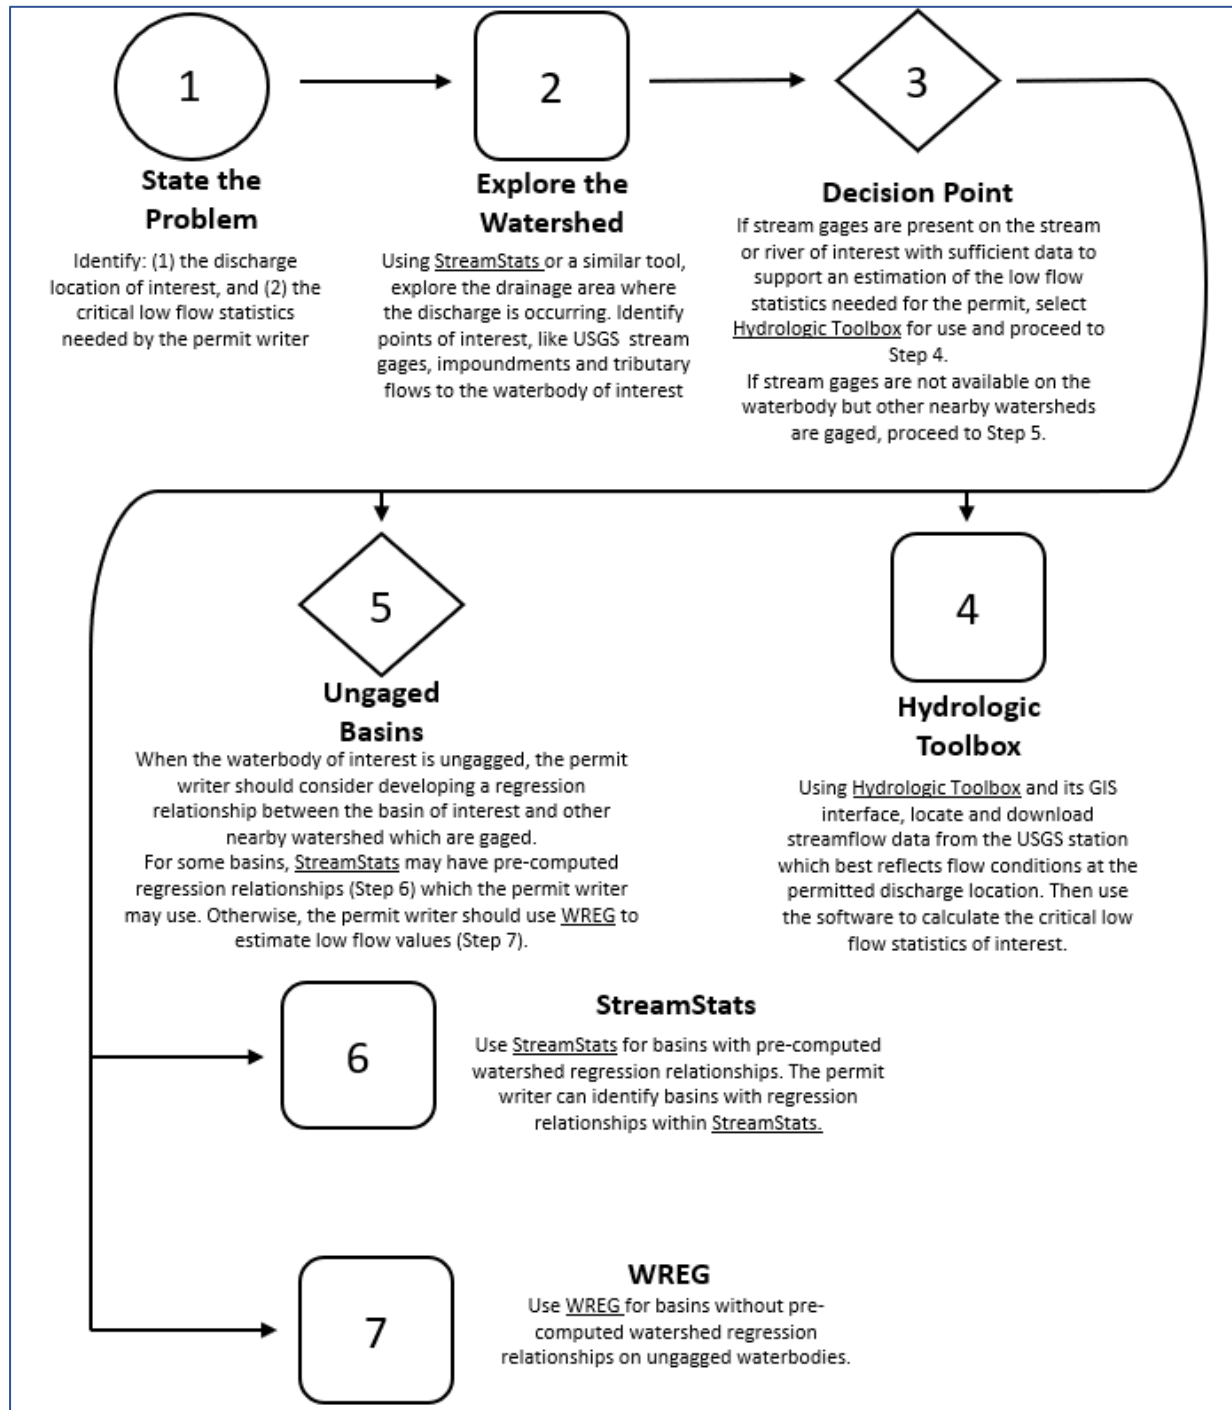 1
State the
Problem
Identify: (1) the discharge
location of interest, and (2) the
critical low flow statistics
needed by the permit writer
2
Explore the
Watershed
Using StreamStats or a similar tool,
explore the drainage area where
the discharge is occurring. Identify
points of interest, like USGS stream
gages, impoundments and tributary
flows to the waterbody of interest
3
Decision Point
If stream gages are present on the stream
or river of interest with sufficient data to
support an estimation of the low flow
statistics needed for the permit, select
Hydrologic Toolbox for use and proceed to
Step 4.
If stream gages are not available on the
waterbody but other nearby watersheds
are gaged, proceed to Step 5.
5
Ungaged
Basins
When the waterbody of interest is ungagged, the permit
writer should consider developing a regression
relationship between the basin of interest and other
nearby watershed which are gaged.
For some basins, StreamStats may have pre-computed
regression relationships (Step 6) which the permit writer
may use. Otherwise, the permit writer should use WREG to
estimate low flow values (Step 7).
4
Hydrologic
Toolbox
Using Hydrologic Toolbox and its GIS
interface, locate and download
streamflow data from the USGS station
which best reflects flow conditions at the
permitted discharge location. Then use
the software to calculate the critical low
flow statistics of interest.
6
StreamStats
Use StreamStats for basins with pre-computed
watershed regression relationships. The permit
writer can identify basins with regression
relationships within StreamStats.
7
WREG
Use WREG for basins without pre-
computed watershed regression
relationships on ungagged waterbodies.